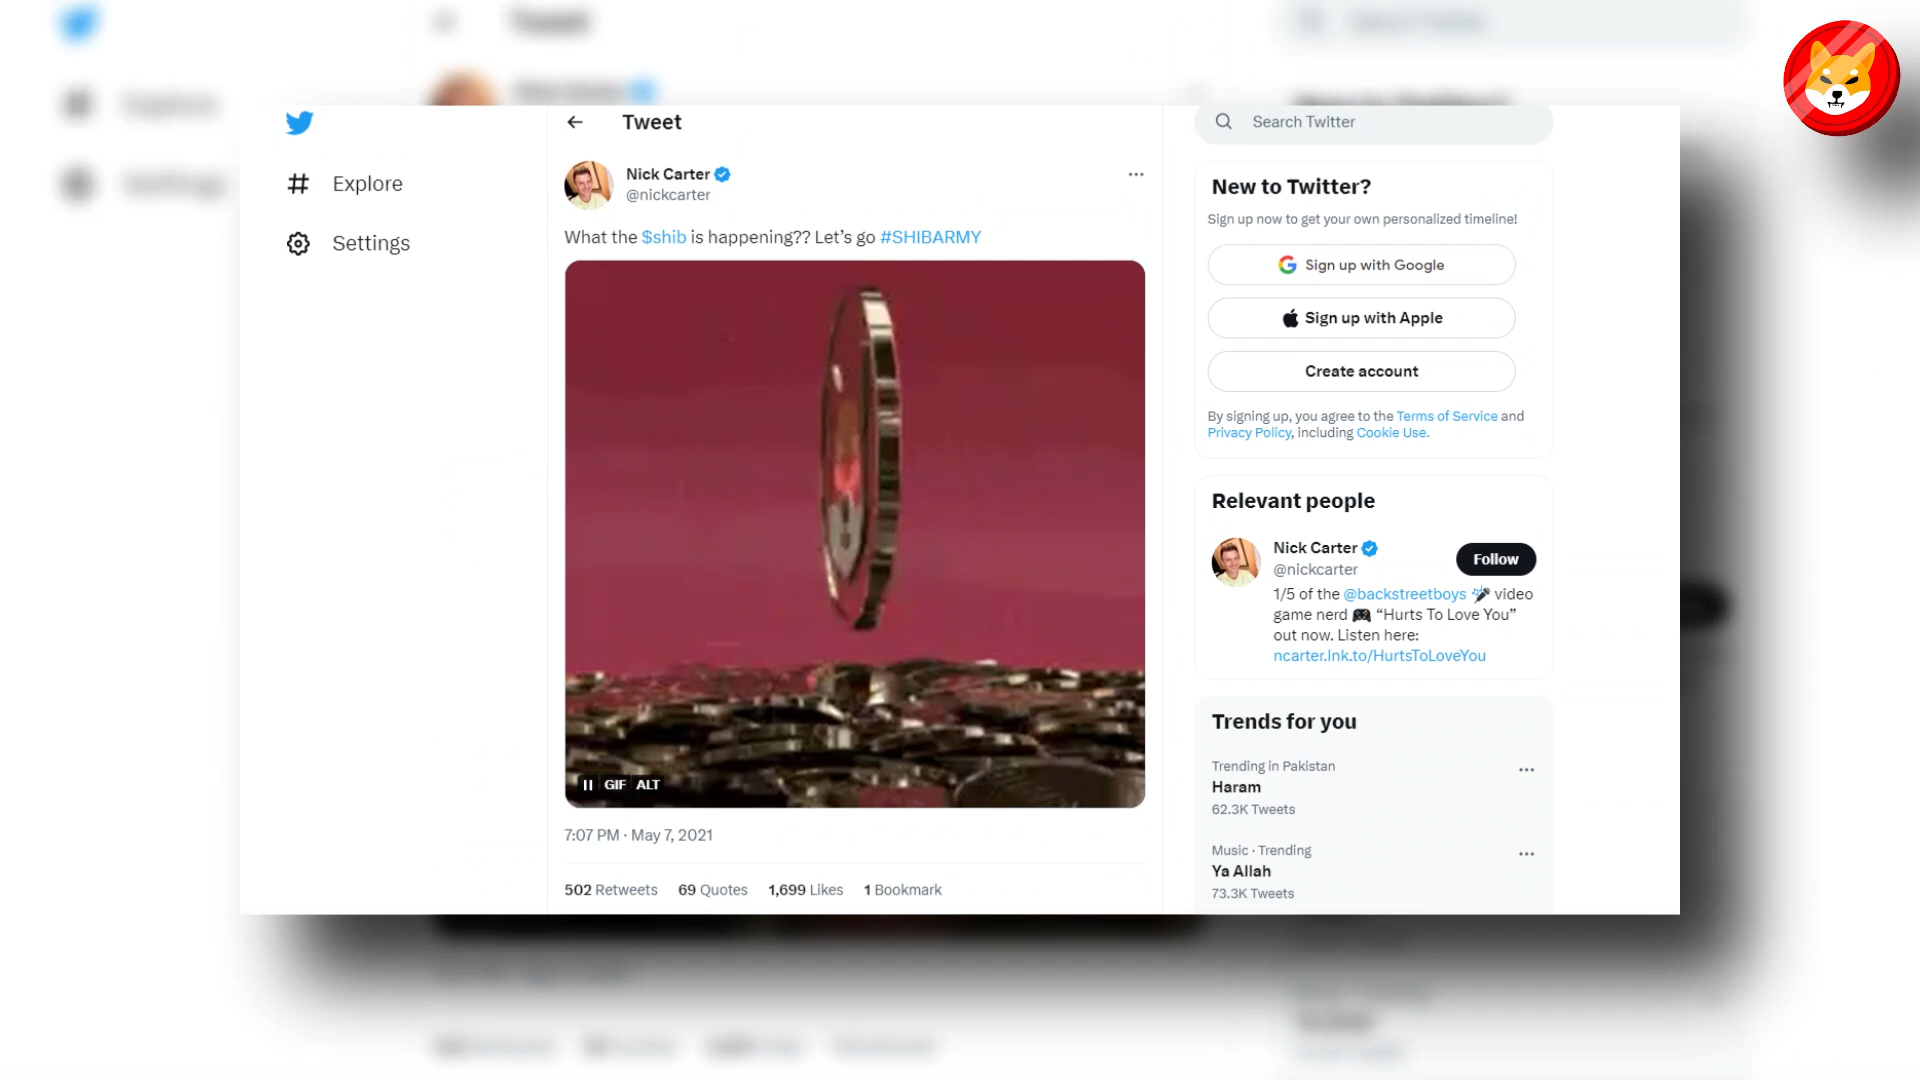 Tweet
Explore
Settings
Nick Carter
@nickcarter
What the $shib is happening?? Let’s go #SHIBARMY
GIF ALT
7:07 PM · May 7, 2021
502 Retweets 69 Quotes 1,699 Likes 1 Bookmark
Search Twitter
New to Twitter?
Sign up now to get your own personalized timeline!
Sign up with Google
Sign up with Apple
Create account
By signing up, you agree to the Terms of Service and
Privacy Policy, including Cookie Use.
Relevant people
Nick Carter
@nickcarter
Follow
1/5 of the @backstreetboys video
game nerd “Hurts To Love You”
out now. Listen here:
ncarter.lnk.to/HurtsToLoveYou
Trends for you
Trending in Pakistan
Haram
62.3K Tweets
Music · Trending
Ya Allah
73.3K Tweets